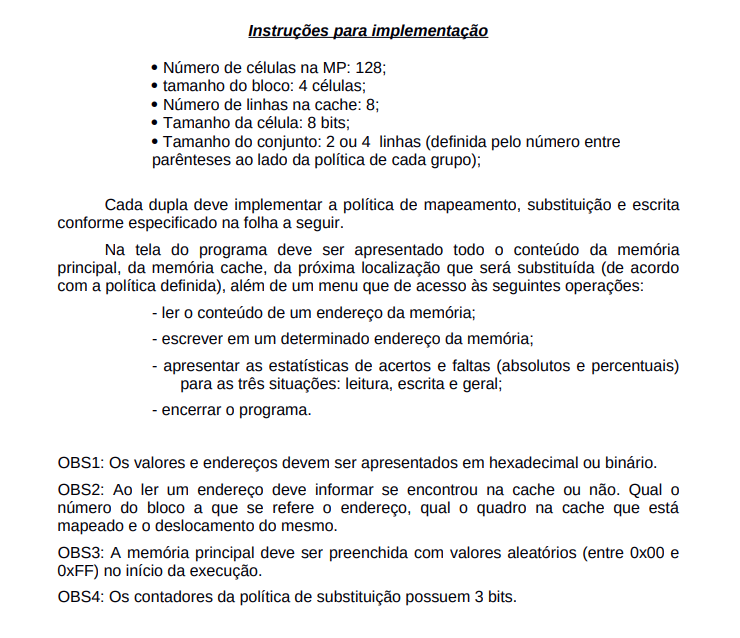 Instruções para implementação
• Número de células na MP: 128;
• tamanho do bloco: 4 células;
• Número de linhas na cache: 8;
• Tamanho da célula: 8 bits;
• Tamanho do conjunto: 2 ou 4 linhas (definida pelo número entre
parênteses ao lado da política de cada grupo);
Cada dupla deve implementar a política de mapeamento, substituição e escrita
conforme especificado na folha a seguir.
Na tela do programa deve ser apresentado todo o conteúdo da memória
principal, da memória cache, da próxima localização que será substituída (de acordo
com a política definida), além de um menu que de acesso às seguintes operações:
- ler o conteúdo de um endereço da memória;
- escrever em um determinado endereço da memória;
- apresentar as estatísticas de acertos e faltas (absolutos e percentuais)
para as três situações: leitura, escrita e geral;
- encerrar o programa.
OBS1: Os valores e endereços devem ser apresentados em hexadecimal ou binário.
OBS2: Ao ler um endereço deve informar se encontrou na cache ou não. Qual o
número do bloco a que se refere o endereço, qual o quadro na cache que está
mapeado e o deslocamento do mesmo.
OBS3: A memória principal deve ser preenchida com valores aleatórios (entre 0x00 e
0xFF) no início da execução.
OBS4: Os contadores da política de substituição possuem 3 bits.